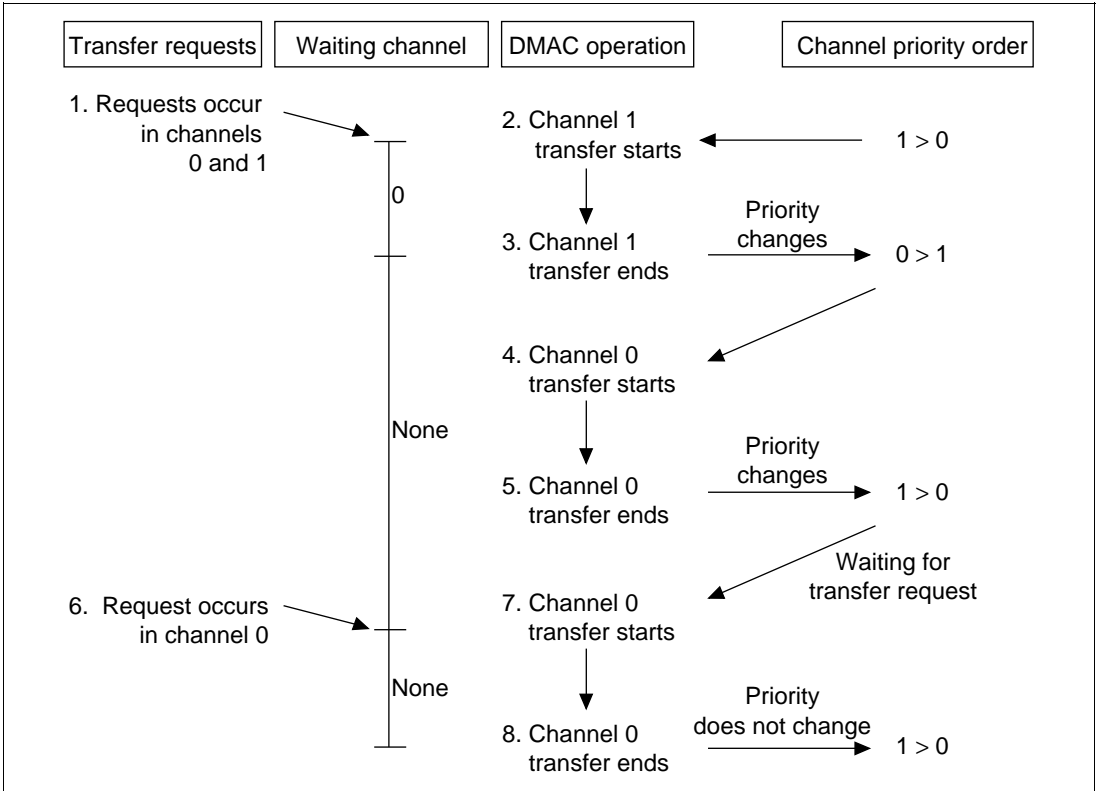 Transfer requests
Waiting channel
DMAC operation
Channel priority order
1. Requests occur
in channels
0 and 1
0
2. Channel 1
transfer starts
1 > 0
3. Channel 1
transfer ends
Priority
changes
0 > 1
4. Channel 0
transfer starts
None
5. Channel 0
transfer ends
Priority
changes
1 > 0
Waiting for
transfer request
6. Request occurs
in channel 0
7. Channel 0
transfer starts
None
8. Channel 0
transfer ends
Priority
does not change
1 > 0